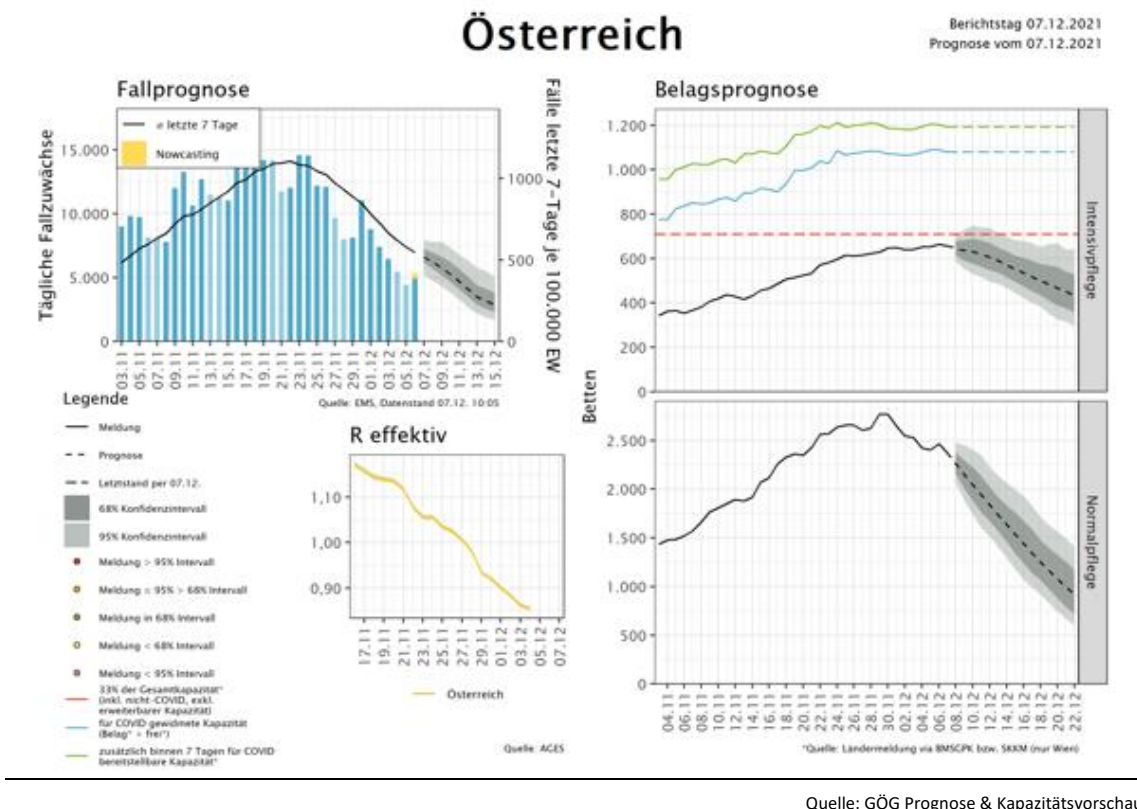 Österreich
Berichtstag 07.12.2021
Prognose vom 07.12.2021
Fallprognose
ø letzte 7 Tage
Nowcasting
Tägliche Fallzuwächse
15.000
10.000
5.000
0
Fälle letzte 7-Tage je 100.000 EW
1000
500
0
03.11
05.11
07.11
09.11
11.11
13.11
15.11
17.11
19.11
21.11
23.11
25.11
27.11
29.11
01.12
03.12
05.12
07.12
09.12
11.12
13.12
15.12
Quelle: EMS, Datenstand 07.12. 10:05
Legende
Meldung
Prognose
Letztstand per 07.12.
68% Konfidenzintervall
95% Konfidenzintervall
Meldung > 95% Intervall
Meldung ≤ 95% > 68% Intervall
Meldung in 68% Intervall
Meldung < 68% Intervall
Meldung < 95% Intervall
33% der Gesamtkapazität*
(inkl. nicht-COVID, exkl.
erweiterbarer Kapazität)
für COVID gewidmete Kapazität
(Belag* + frei*)
zusätzlich binnen 7 Tagen für COVID
bereitstellbare Kapazität*
R effektiv
1,10
1,00
0,90
17.11
19.11
21.11
23.11
25.11
27.11
29.11
01.12
03.12
05.12
07.12
Österreich
Quelle: AGES
Belagsprognose
Betten
1.200
1.000
800
600
400
200
0
Intensivpflege
2.500
2.000
1.500
1.000
500
0
Normalpflege
04.11
06.11
08.11
10.11
12.11
14.11
16.11
18.11
20.11
22.11
24.11
26.11
28.11
30.11
02.12
04.12
06.12
08.12
10.12
12.12
14.12
16.12
18.12
20.12
22.12
*Quelle: Ländermeldung via BMSGPK bzw. SKKM (nur Wien)
Quelle: GÖG Prognose & Kapazitätsvorschau